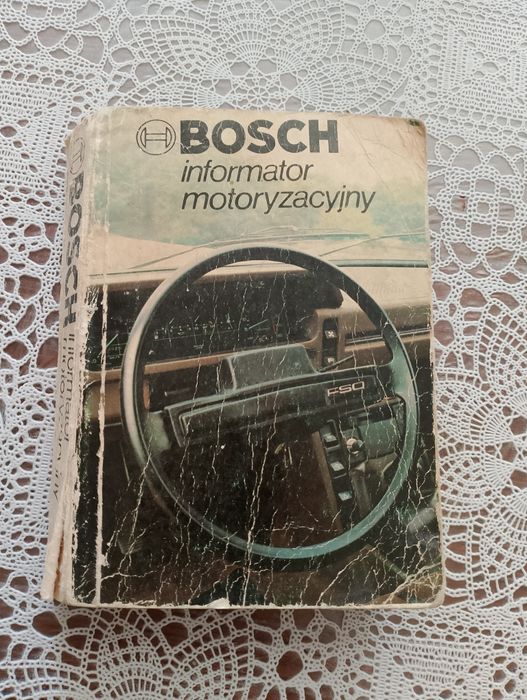 BOSCH
informator
motoryzacyjny
FSO
BOSCH